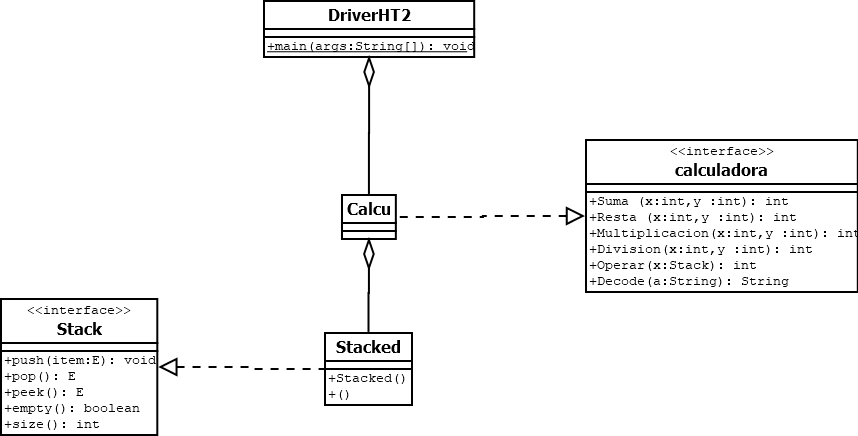 DriverHT2
+main(args:String[]): void
<<interface>>
calculadora
+Suma (x:int,y :int): int
+Resta (x:int,y :int): int
+Multiplicacion(x:int,y :int): int
+Division(x:int,y :int): int
+Operar(x:Stack): int
+Decode(a:String): String
Calcu
<<interface>>
Stack
+push(item:E): void
+pop(): E
+peek(): E
+empty(): boolean
+size(): int
Stacked
+Stacked()
+()